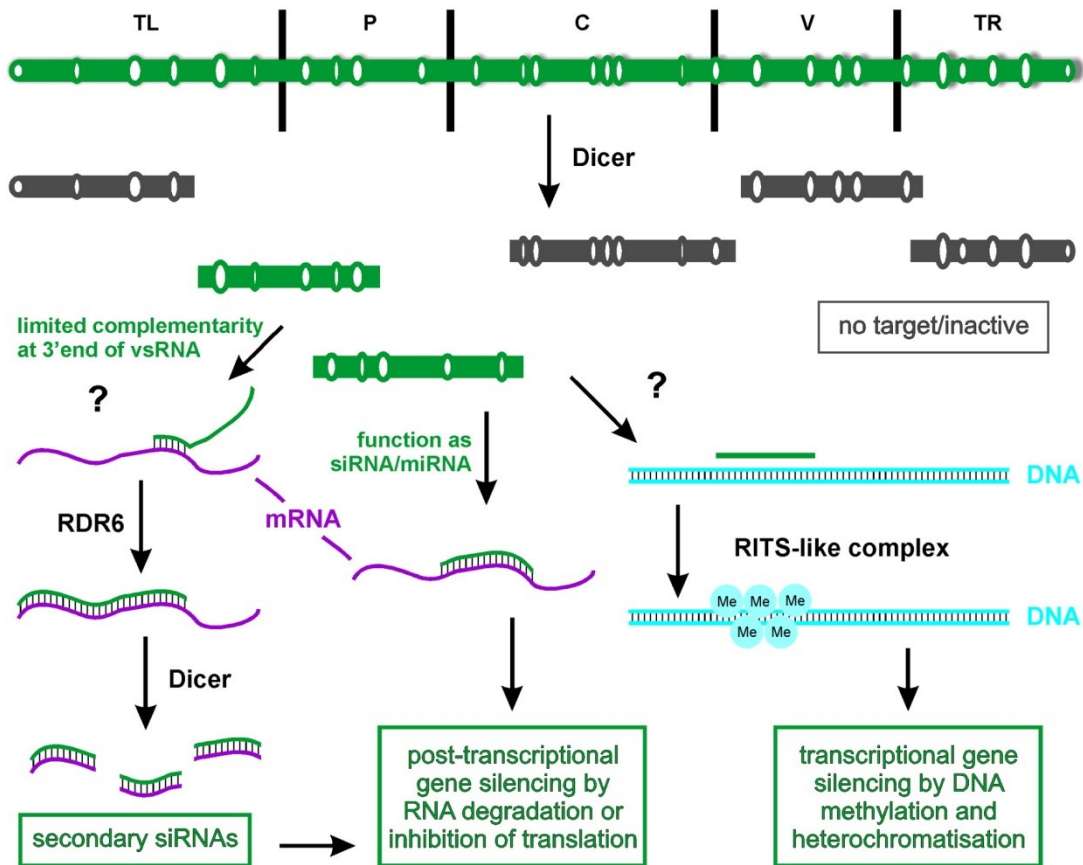 TL P C V TR
Dicer
limited complementarity
at 3'end of vsRNA
no target/inactive
?
?
function as
siRNA/miRNA
DNA
RDR6
mRNA
RITS-like complex
Me Me Me
Me Me
DNA
Dicer
post-transcriptional
gene silencing by
RNA degradation or
inhibition of translation
transcriptional gene
silencing by DNA
methylation and
heterochromatisation
secondary siRNAs